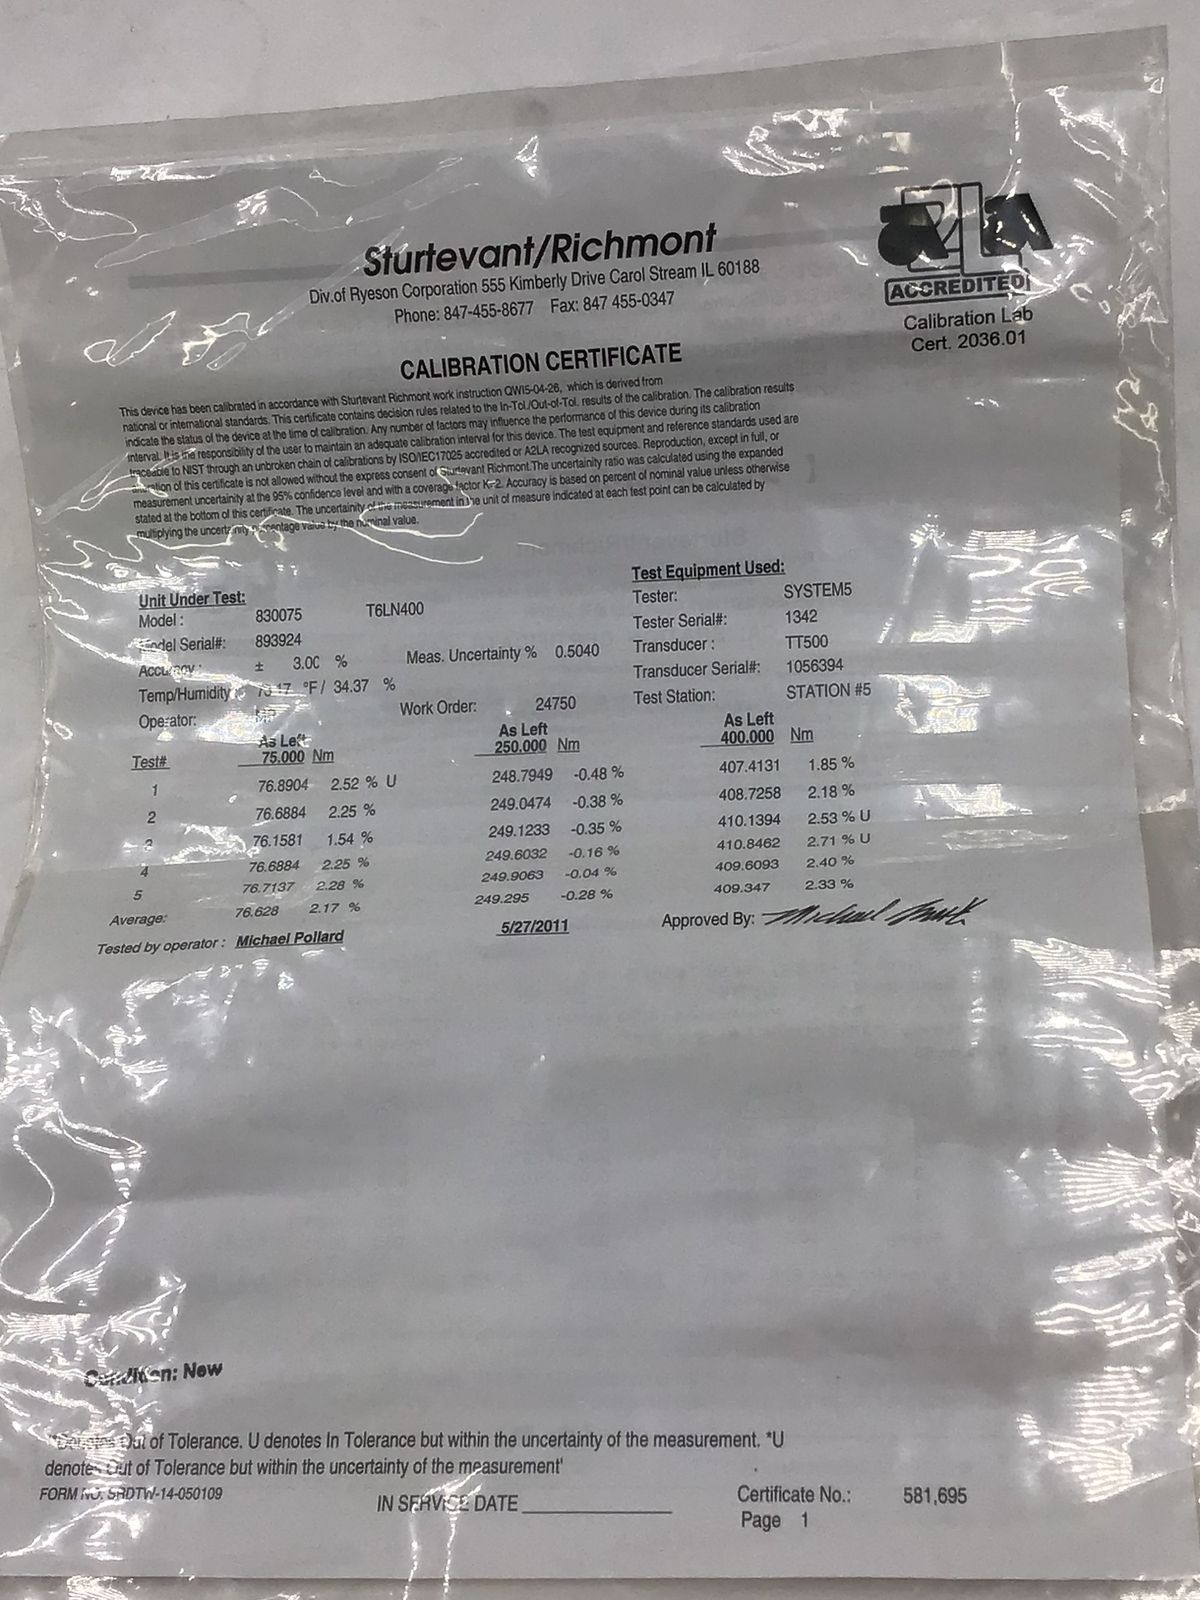 Sturtevant/Richmont
Div.of Ryeson Corporation 555 Kimberly Drive Carol Stream IL 60188
Phone: 847-455-8677 Fax: 847 455-0347
A2LA
ACCREDITED
Calibration Lab
Cert. 2036.01
CALIBRATION CERTIFICATE
This device has been calibrated in accordance with Sturtevant Richmont work instruction QWI5-04-26, which is derived from
national or international standards. This certificate contains decision rules related to the In-Tol./Out-of-Tol. results of the calibration. The calibration results
indicate the status of the device at the time of calibration. Any number of factors may influence the performance of this device during its calibration
interval. It is the responsibility of the user to maintain an adequate calibration interval for this device. The test equipment and reference standards used are
traceable to NIST through an unbroken chain of calibrations by ISO/IEC17025 accredited or A2LA recognized sources. Reproduction, except in full, or
of this certificate is not allowed without the express consent of Sturtevant Richmont.The uncertainity ratio was calculated using the expanded
measurement uncertainity at the 95% confidence level and with a coverage factor K=2. Accuracy is based on percent of nominal value unless otherwise
stated at the bottom of this certificate. The uncertainity of the measurement in the unit of measure indicated at each test point can be calculated by
multiplying the uncertainity percentage value by the nominal value.
Unit Under Test:
Model : 830075 T6LN400
Model Serial#: 893924
Accuracy : ± 3.00 % Meas. Uncertainty % 0.5040
Temp/Humidity °F / 34.37 %
Operator: MP Work Order: 24750
Test Equipment Used:
Tester: SYSTEM5
Tester Serial#: 1342
Transducer : TT500
Transducer Serial#: 1056394
Test Station: STATION #5
As Left As Left As Left
Test# 75.000 Nm 250.000 Nm 400.000 Nm
1 76.8904 2.52 % U 248.7949 -0.48 % 407.4131 1.85 %
2 76.6884 2.25 % 249.0474 -0.38 % 408.7258 2.18 %
3 76.1581 1.54 % 249.1233 -0.35 % 410.1394 2.53 % U
4 76.6884 2.25 % 249.6032 -0.16 % 410.8462 2.71 % U
5 76.7137 2.28 % 249.9063 -0.04 % 409.6093 2.40 %
Average: 76.628 2.17 % 249.295 -0.28 % 409.347 2.33 %
Tested by operator : Michael Pollard 5/27/2011 Approved By:
Condition: New
*Denotes Out of Tolerance. U denotes In Tolerance but within the uncertainty of the measurement. *U
denotes Out of Tolerance but within the uncertainty of the measurement'
FORM NO. SRDTW-14-050109
IN SERVICE DATE
Certificate No.: 581,695
Page 1